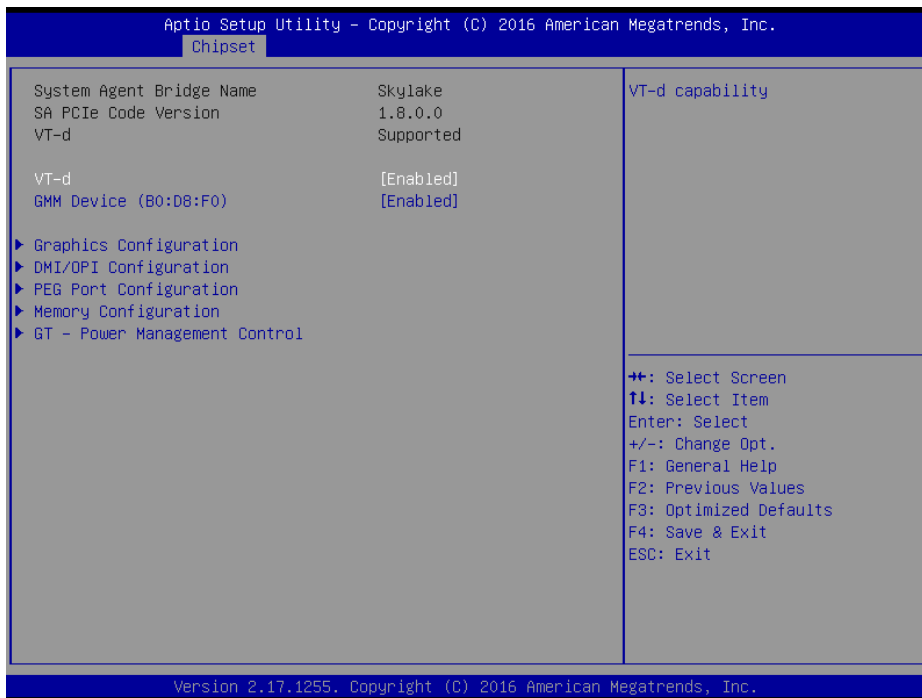 Aptio Setup Utility – Copyright (C) 2016 American Megatrends, Inc.
Chipset
System Agent Bridge Name Skylake
SA PCIe Code Version 1.8.0.0
VT-d Supported
VT-d [Enabled]
GMM Device (B0:D8:F0) [Enabled]
Graphics Configuration
DMI/OPI Configuration
PEG Port Configuration
Memory Configuration
GT – Power Management Control
VT-d capability
→←: Select Screen
↑↓: Select Item
Enter: Select
+/-: Change Opt.
F1: General Help
F2: Previous Values
F3: Optimized Defaults
F4: Save & Exit
ESC: Exit
Version 2.17.1255. Copyright (C) 2016 American Megatrends, Inc.